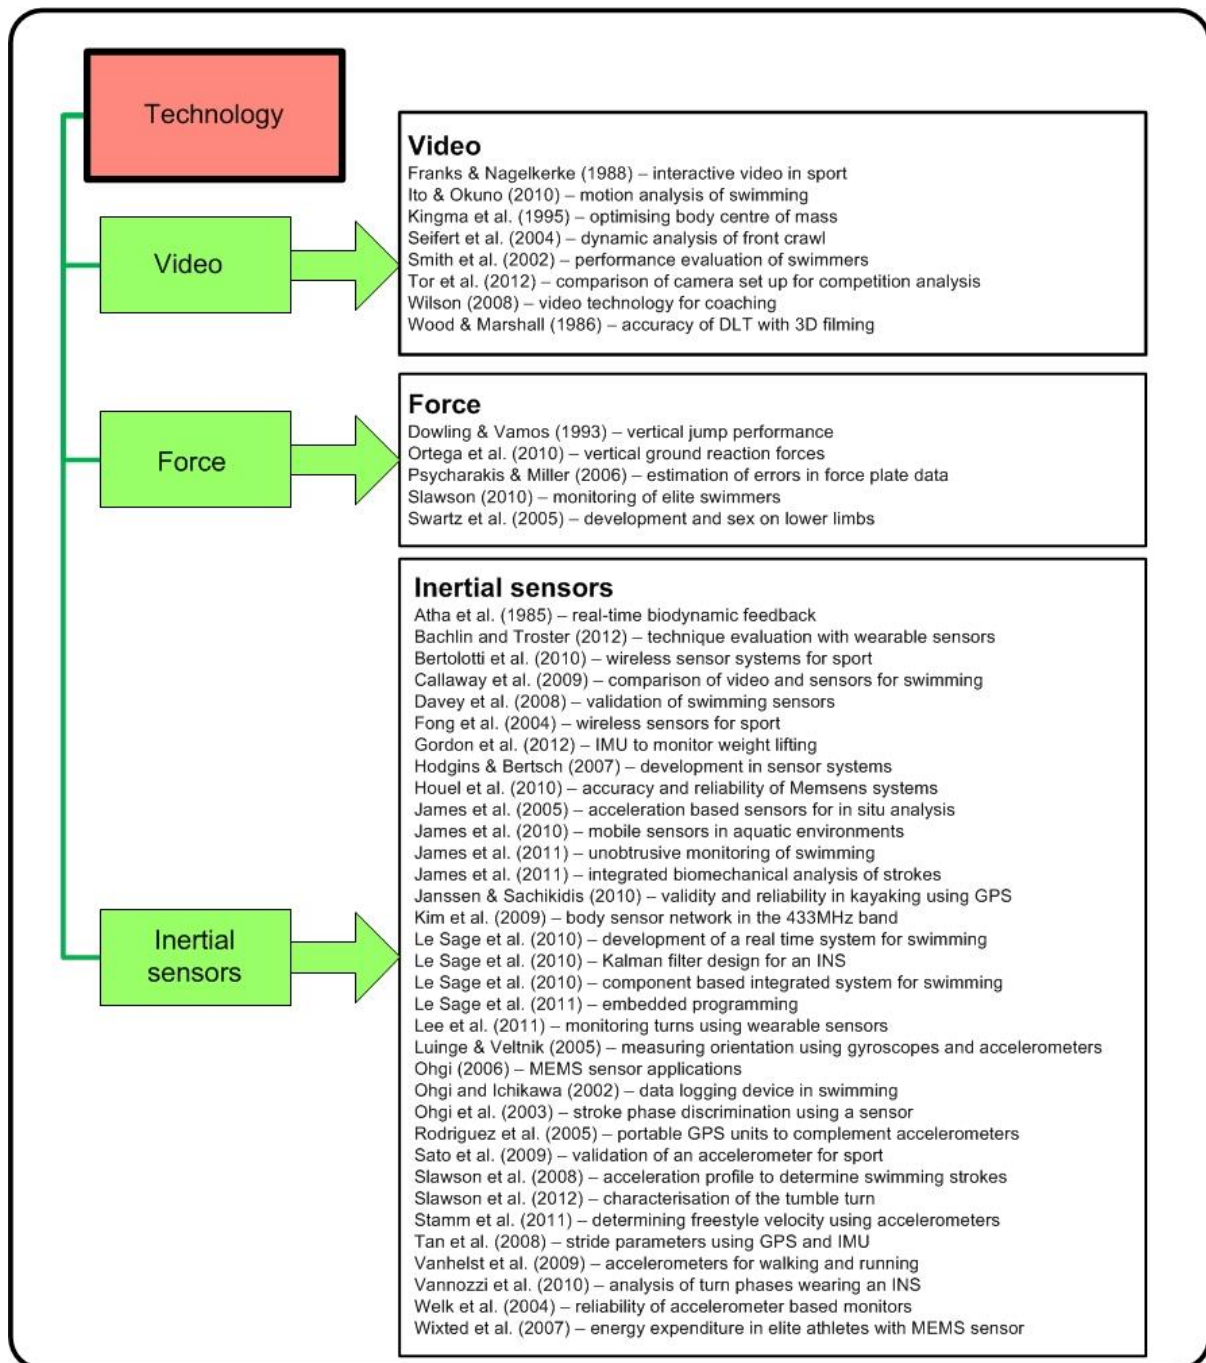 Technology
Video
Force
Inertial
sensors
Video
Franks & Nagelkerke (1988) – interactive video in sport
Ito & Okuno (2010) – motion analysis of swimming
Kingma et al. (1995) – optimising body centre of mass
Seifert et al. (2004) – dynamic analysis of front crawl
Smith et al. (2002) – performance evaluation of swimmers
Tor et al. (2012) – comparison of camera set up for competition analysis
Wilson (2008) – video technology for coaching
Wood & Marshall (1986) – accuracy of DLT with 3D filming
Force
Dowling & Vamos (1993) – vertical jump performance
Ortega et al. (2010) – vertical ground reaction forces
Psycharakis & Miller (2006) – estimation of errors in force plate data
Slawson (2010) – monitoring of elite swimmers
Swartz et al. (2005) – development and sex on lower limbs
Inertial sensors
Atha et al. (1985) – real-time biodynamic feedback
Bachlin and Troster (2012) – technique evaluation with wearable sensors
Bertolotti et al. (2010) – wireless sensor systems for sport
Callaway et al. (2009) – comparison of video and sensors for swimming
Davey et al. (2008) – validation of swimming sensors
Fong et al. (2004) – wireless sensors for sport
Gordon et al. (2012) – IMU to monitor weight lifting
Hodgins & Bertsch (2007) – development in sensor systems
Houel et al. (2010) – accuracy and reliability of Memsens systems
James et al. (2005) – acceleration based sensors for in situ analysis
James et al. (2010) – mobile sensors in aquatic environments
James et al. (2011) – unobtrusive monitoring of swimming
James et al. (2011) – integrated biomechanical analysis of strokes
Janssen & Sachikidis (2010) – validity and reliability in kayaking using GPS
Kim et al. (2009) – body sensor network in the 433MHz band
Le Sage et al. (2010) – development of a real time system for swimming
Le Sage et al. (2010) – Kalman filter design for an INS
Le Sage et al. (2010) – component based integrated system for swimming
Le Sage et al. (2011) – embedded programming
Lee et al. (2011) – monitoring turns using wearable sensors
Luinge & Veltnik (2005) – measuring orientation using gyroscopes and accelerometers
Ohgi (2006) – MEMS sensor applications
Ohgi and Ichikawa (2002) – data logging device in swimming
Ohgi et al. (2003) – stroke phase discrimination using a sensor
Rodriguez et al. (2005) – portable GPS units to complement accelerometers
Sato et al. (2009) – validation of an accelerometer for sport
Slawson et al. (2008) – acceleration profile to determine swimming strokes
Slawson et al. (2012) – characterisation of the tumble turn
Stamm et al. (2011) – determining freestyle velocity using accelerometers
Tan et al. (2008) – stride parameters using GPS and IMU
Vanhelst et al. (2009) – accelerometers for walking and running
Vannozzi et al. (2010) – analysis of turn phases wearing an INS
Welk et al. (2004) – reliability of accelerometer based monitors
Wixted et al. (2007) – energy expenditure in elite athletes with MEMS sensor